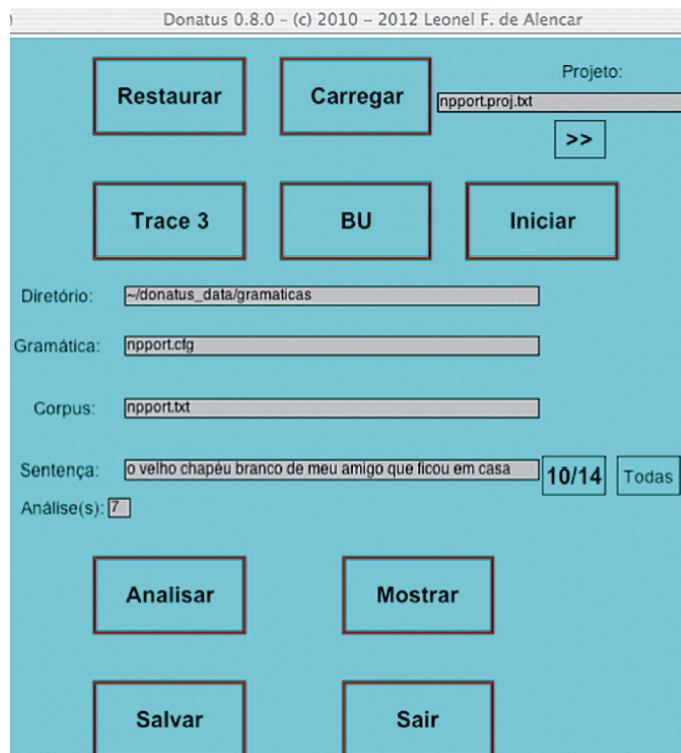 Donatus 0.8.0 - (c) 2010 – 2012 Leonel F. de Alencar
Restaurar
Carregar
Projeto:
npport.proj.txt
>>
Trace 3
BU
Iniciar
Diretório: ~/donatus_data/gramaticas
Gramática: npport.cfg
Corpus: npport.txt
Sentença: o velho chapéu branco de meu amigo que ficou em casa 10/14 Todas
Análise(s): 7
Analisar
Mostrar
Salvar
Sair